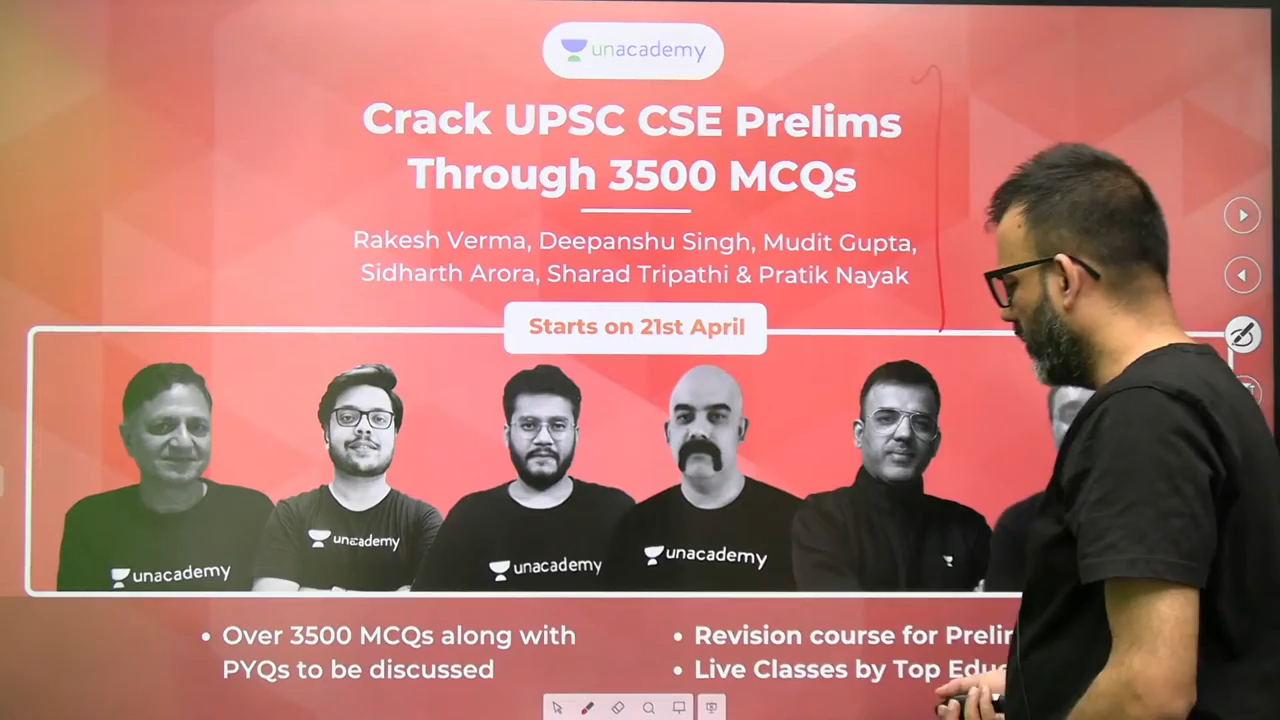 unacademy
Crack UPSC CSE Prelims
Through 3500 MCQs
Rakesh Verma, Deepanshu Singh, Mudit Gupta,
Sidharth Arora, Sharad Tripathi & Pratik Nayak
Starts on 21st April
unacademy
unacademy
unacademy
unacademy
• Over 3500 MCQs along with
PYQs to be discussed
• Revision course for
• Live Classes by Top